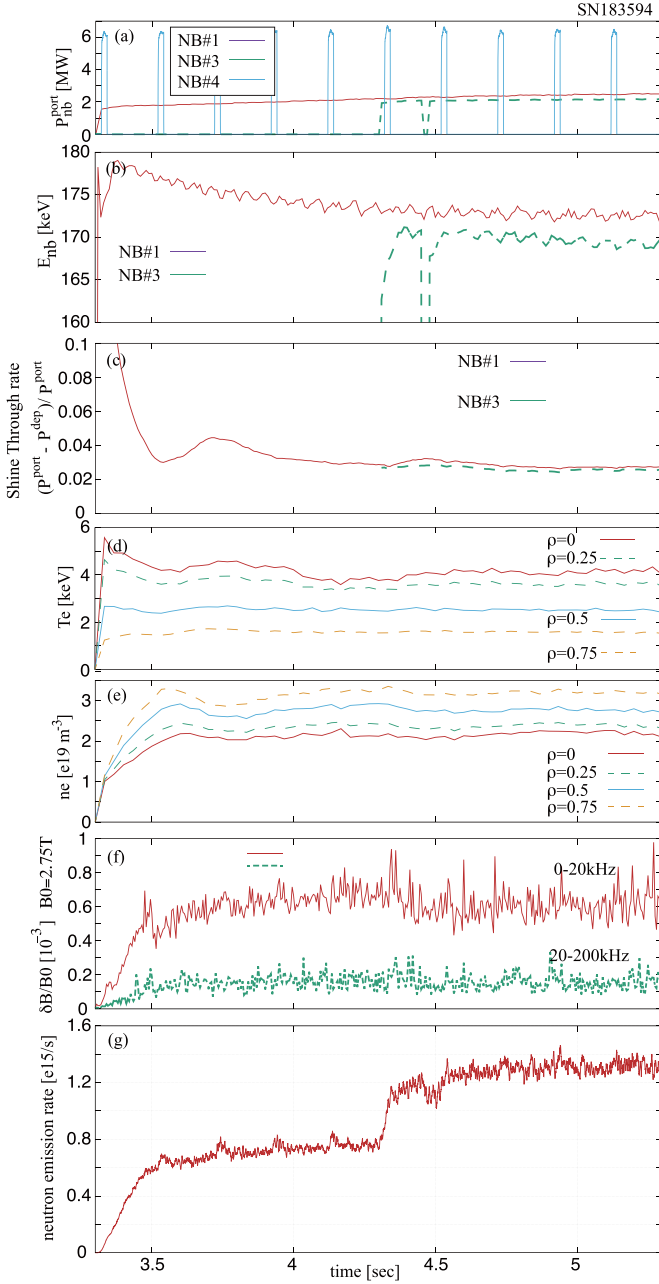 SN183594
(a)
NB#1
NB#3
NB#4
P_nb^port [MW]
6
4
2
0
(b)
E_nb [keV]
180
175
170
165
160
NB#1
NB#3
(c)
Shine Through rate
(P^port - P^dep)/ P^port
0.1
0.08
0.06
0.04
0.02
0
NB#1
NB#3
(d)
Te [keV]
6
4
2
0
ρ=0
ρ=0.25
ρ=0.5
ρ=0.75
(e)
ne [e19 m^-3]
3
2
1
0
ρ=0
ρ=0.25
ρ=0.5
ρ=0.75
(f)
δB/B0 [10^-3] B0=2.75T
1
0.8
0.6
0.4
0.2
0
0-20kHz
20-200kHz
(g)
neutron emission rate [e15/s]
1.6
1.2
0.8
0.4
0
3.5 4 4.5 5
time [sec]